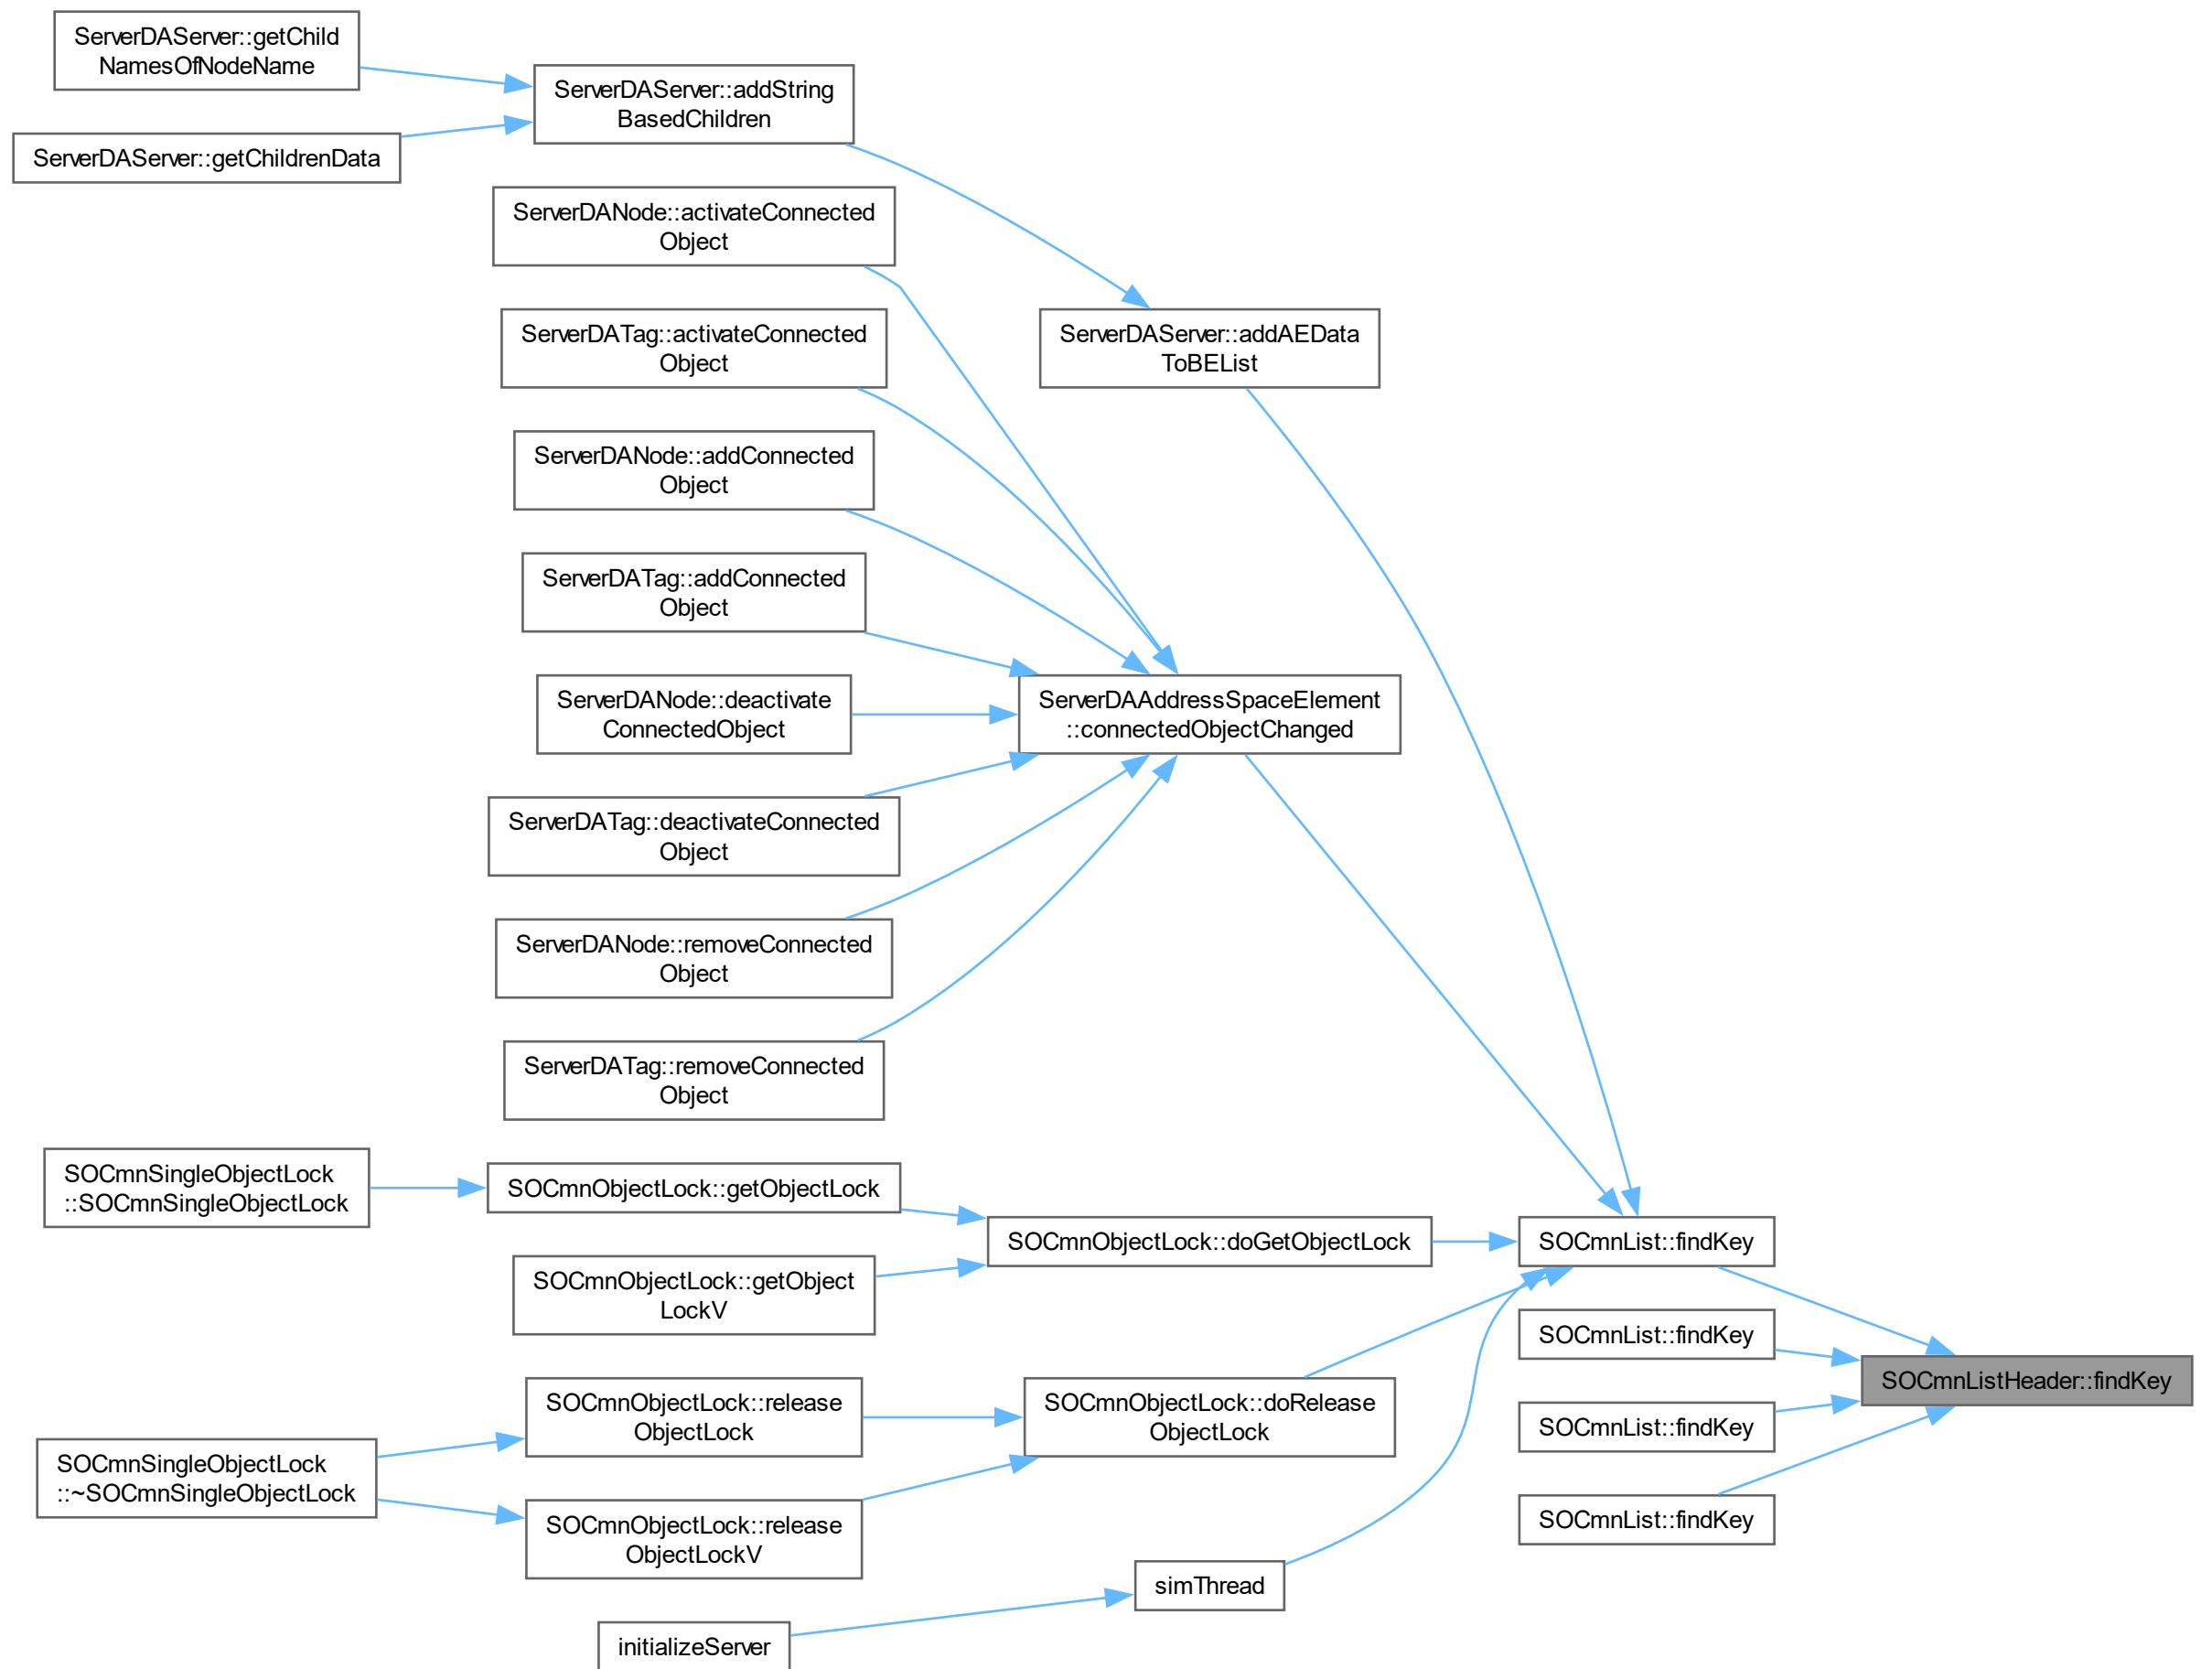 ServerDAServer::getChild
NamesOfNodeName
ServerDAServer::addString
BasedChildren
ServerDAServer::getChildrenData
ServerDANode::activateConnected
Object
ServerDATag::activateConnected
Object
ServerDAServer::addAEData
ToBEList
ServerDANode::addConnected
Object
ServerDATag::addConnected
Object
ServerDANode::deactivate
ConnectedObject
ServerDAAddressSpaceElement
::connectedObjectChanged
ServerDATag::deactivateConnected
Object
ServerDANode::removeConnected
Object
ServerDATag::removeConnected
Object
SOCmnSingleObjectLock
::SOCmnSingleObjectLock
SOCmnObjectLock::getObjectLock
SOCmnObjectLock::doGetObjectLock
SOCmnList::findKey
SOCmnObjectLock::getObject
LockV
SOCmnList::findKey
SOCmnListHeader::findKey
SOCmnObjectLock::release
ObjectLock
SOCmnObjectLock::doRelease
ObjectLock
SOCmnList::findKey
SOCmnSingleObjectLock
::~SOCmnSingleObjectLock
SOCmnObjectLock::release
ObjectLockV
SOCmnList::findKey
simThread
initializeServer